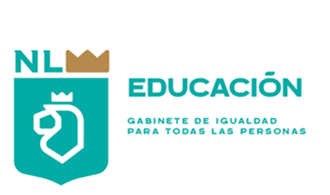 NL
EDUCACIÓN
GABINETE DE IGUALDAD
PARA TODAS LAS PERSONAS